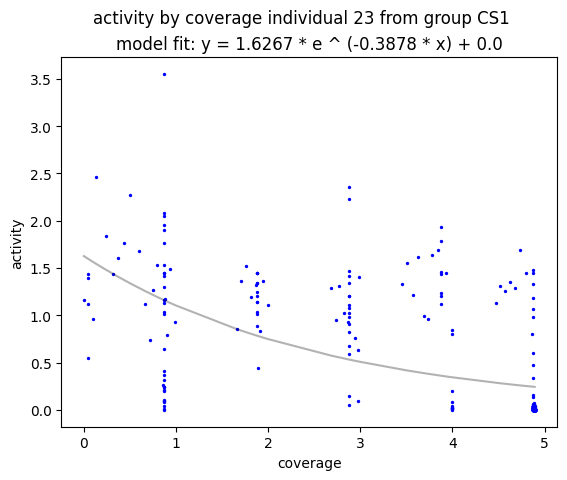 activity by coverage individual 23 from group CS1
model fit: y = 1.6267 * e ^ (-0.3878 * x) + 0.0
3.5
3.0
2.5
2.0
1.5
1.0
0.5
0.0
activity
0 1 2 3 4 5
coverage